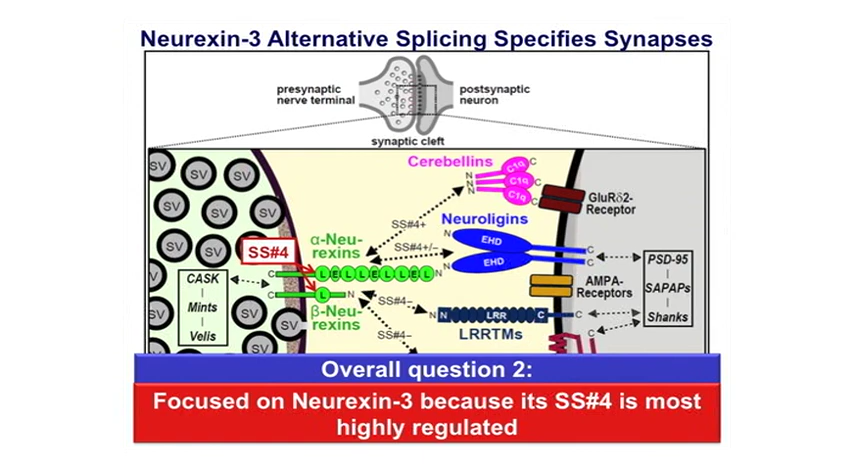 Neurexin-3 Alternative Splicing Specifies Synapses
presynaptic
nerve terminal
postsynaptic
neuron
synaptic cleft
SV
SV
SV
SV
SV
SV
SV
SV
SV
SV
Cerebellins
N
N
N
C1q
C1q
C1q
C
C
C
GluRδ2-
Receptor
SS#4+
Neuroligins
N
EHD
EHD
N
C
C
SS#4+/–
SS#4
α-Neu-
rexins
C
L E L L E L L E L
N
C
L
N
β-Neu-
rexins
CASK
Mints
Velis
AMPA-
Receptors
PSD-95
SAPAPs
Shanks
SS#4–
N
LRR
C
C
LRRTMs
SS#4–
C
Overall question 2:
Focused on Neurexin-3 because its SS#4 is most
highly regulated